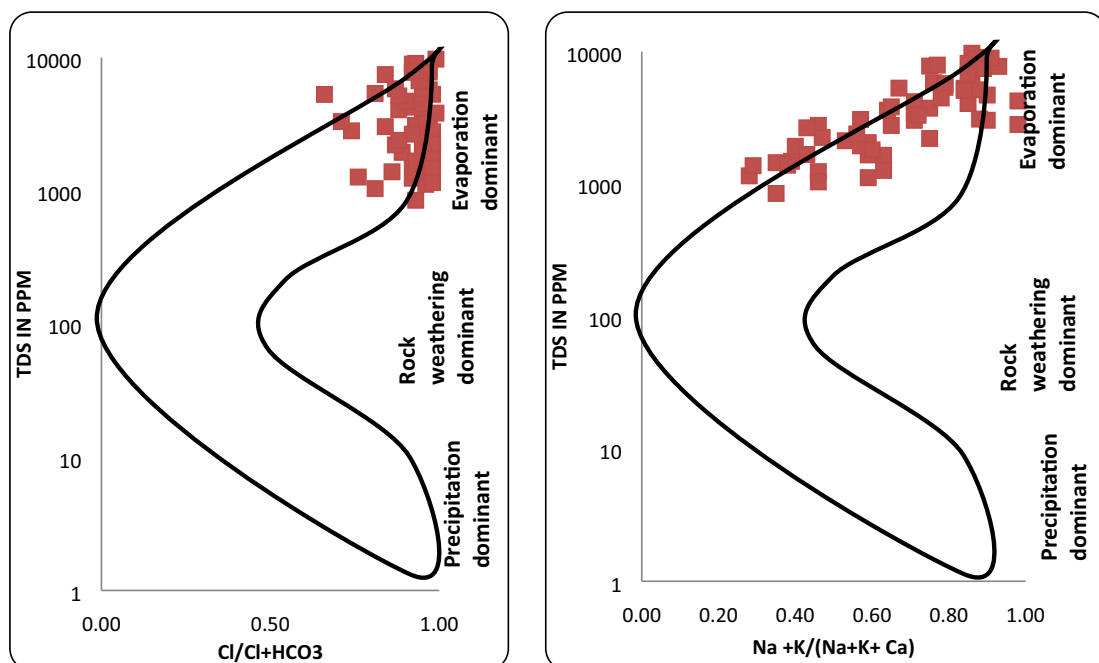 10000
1000
100
10
1
TDS IN PPM
0.00
0.50
1.00
Cl/Cl+HCO3
Evaporation
dominant
Rock
weathering
dominant
Precipitation
dominant
10000
1000
100
10
1
TDS IN PPM
0.00
0.20
0.40
0.60
0.80
1.00
Na +K/(Na+K+ Ca)
Evaporation
dominant
Rock
weathering
dominant
Precipitation
dominant